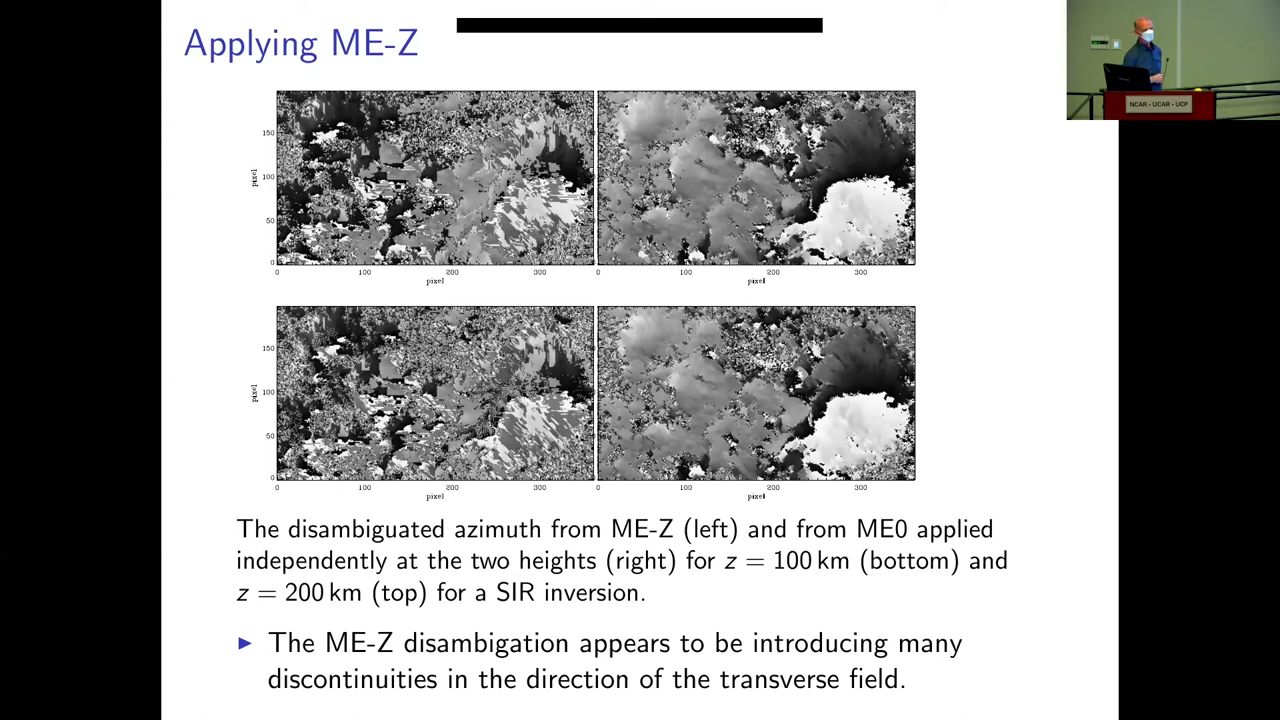 Applying ME-Z
150
100
50
0
pixel
0 100 200 300
pixel
0 100 200 300
pixel
150
100
50
0
pixel
0 100 200 300
pixel
0 100 200 300
pixel
The disambiguated azimuth from ME-Z (left) and from ME0 applied
independently at the two heights (right) for z = 100 km (bottom) and
z = 200 km (top) for a SIR inversion.
▶ The ME-Z disambigation appears to be introducing many
discontinuities in the direction of the transverse field.
NCAR - UCAR - UCP